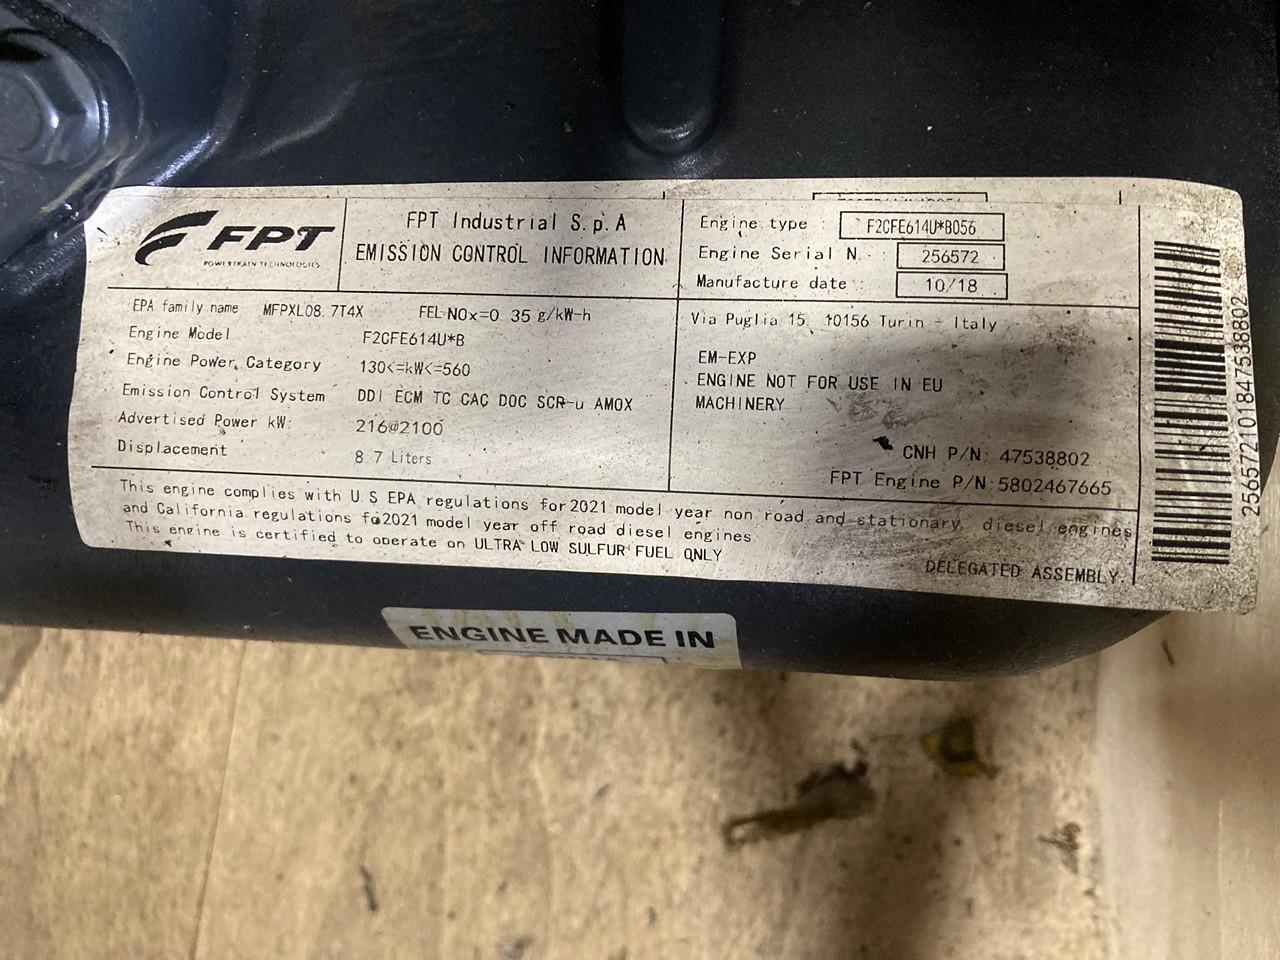 FPT
POWERTRAIN TECHNOLOGIES
FPT Industrial S.p.A
EMISSION CONTROL INFORMATION
Engine type : F2CFE614U*B056
Engine Serial N : 256572
Manufacture date : 10/18
EPA family name MFPXL08. 7T4X FEL-NOx=0 35 g/kW-h
Engine Model F2CFE614U*B
Engine Power Category 130<=kW<=560
Emission Control System DDI ECM TC CAC DOC SCR-u AMOX
Advertised Power kW: 216@2100
Displacement 8 7 Liters
Via Puglia 15, 10156 Turin - Italy
EM-EXP
ENGINE NOT FOR USE IN EU
MACHINERY
CNH P/N: 47538802
FPT Engine P/N:5802467665
This engine complies with U S EPA regulations for 2021 model year non road and stationary diesel engines
and California regulations fo 2021 model year off road diesel engines
This engine is certified to operate on ULTRA LOW SULFUR FUEL ONLY
DELEGATED ASSEMBLY.
256572101847538802
ENGINE MADE IN